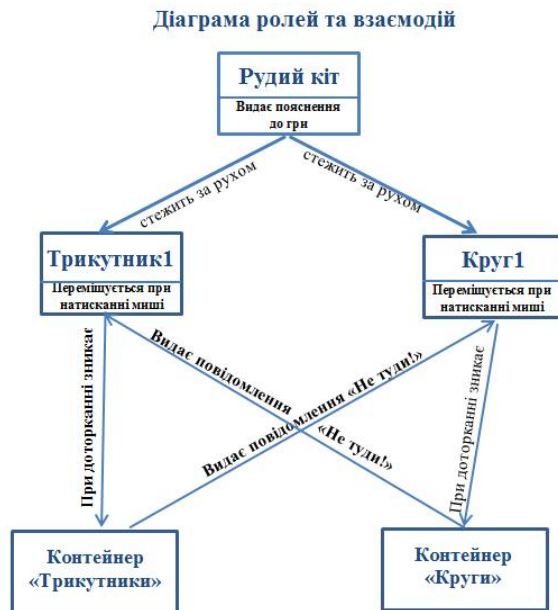 Діаграма ролей та взаємодій
Рудий кіт
Видає пояснення
до гри
стежить за рухом
стежить за рухом
Трикутник1
Переміщується при
натисканні миші
Круг1
Переміщується при
натисканні миші
При доторканні зникає
Видає повідомлення «Не туди!»
Видає повідомлення «Не туди!»
При доторканні зникає
Контейнер
«Трикутники»
Контейнер
«Круги»